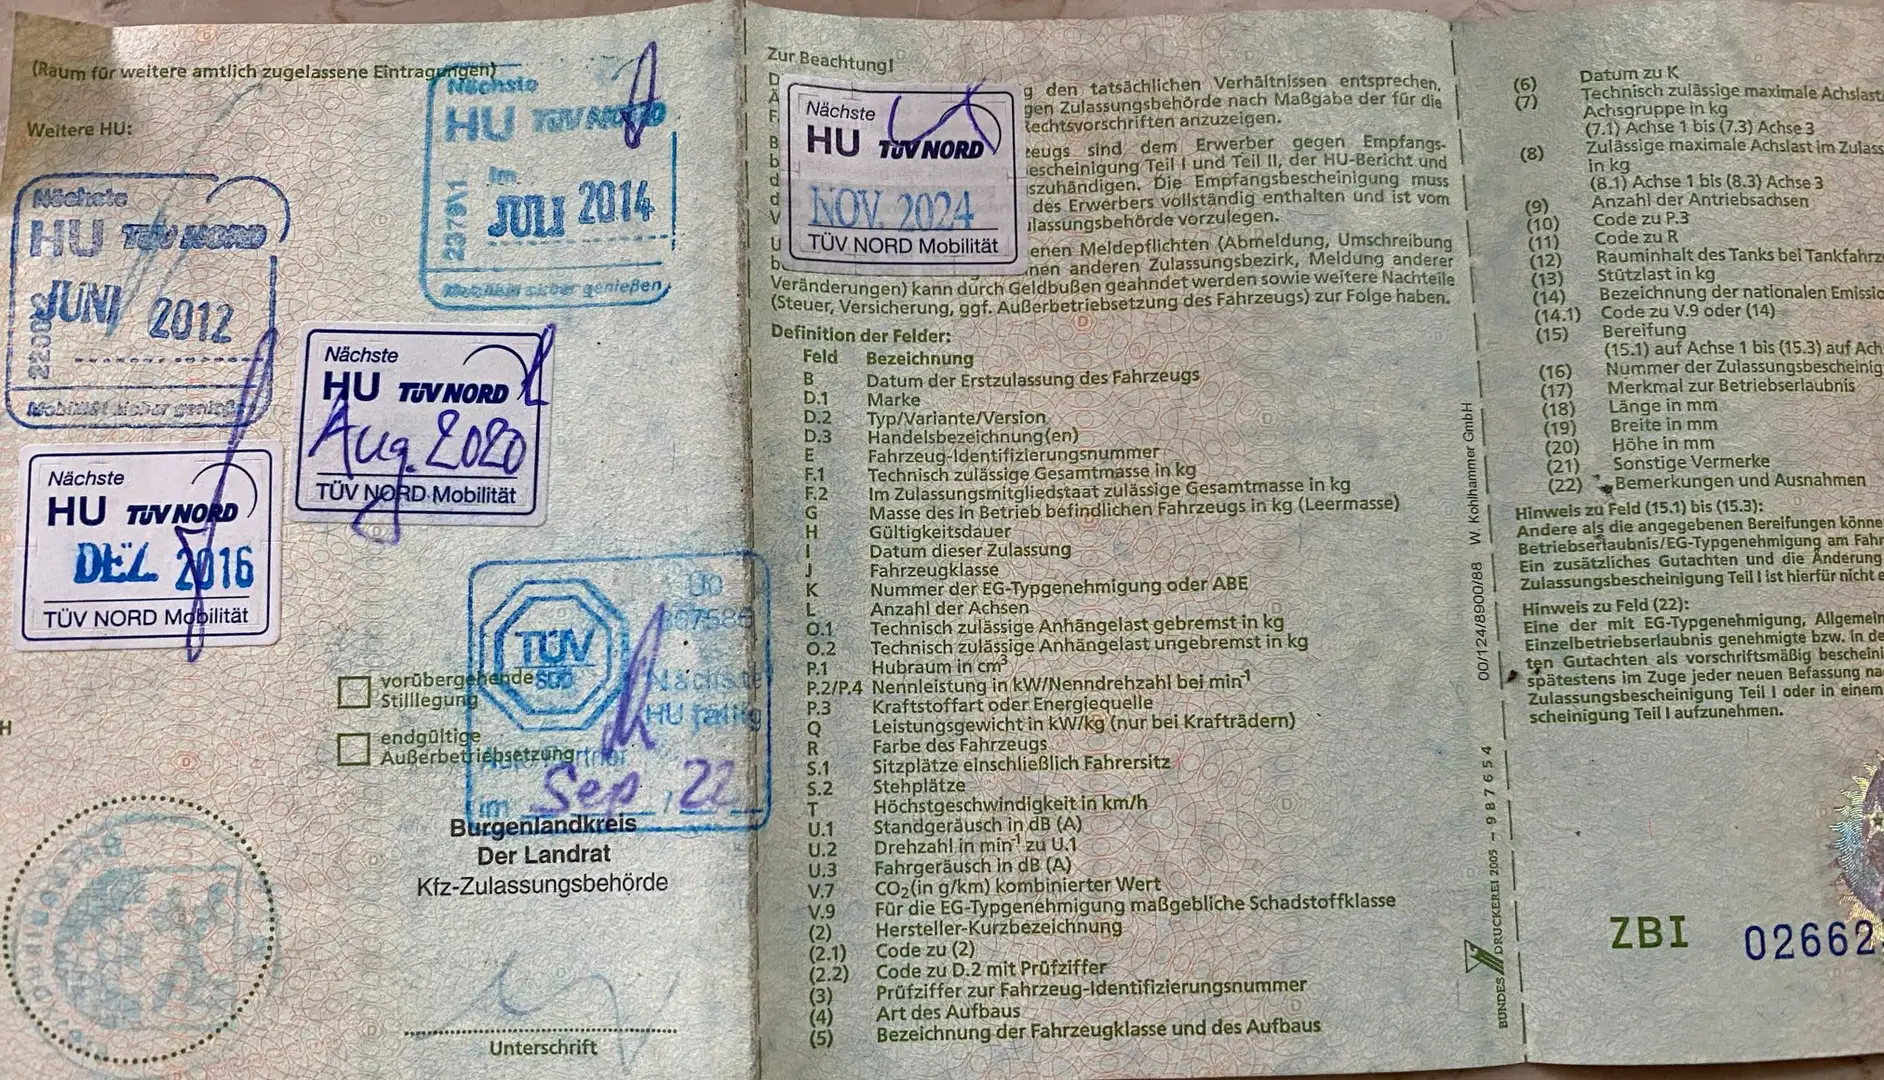 (Raum für weitere amtlich zugelassene Eintragungen)
Weitere HU:
Nächste
HU TÜV NORD
JUNI 2012
Mobilität sicher genießen
Nächste
HU TÜV NORD
im
JULI 2014
Mobilität sicher genießen
Nächste
HU TÜV NORD
Aug. 2020
TÜV NORD Mobilität
Nächste
HU TÜV NORD
DEZ. 2016
TÜV NORD Mobilität
TÜV
SÜD
Nächste
HU fällig
im Sep / 22
H
vorübergehende
Stilllegung
endgültige
Außerbetriebsetzung
Burgenlandkreis
Der Landrat
Kfz-Zulassungsbehörde
Unterschrift
Zur Beachtung!
g den tatsächlichen Verhältnissen entsprechen,
gen Zulassungsbehörde nach Maßgabe der für die
echtsvorschriften anzuzeigen.
zeugs sind dem Erwerber gegen Empfangs-
escheinigung Teil I und Teil II, der HU-Bericht und
szuhändigen. Die Empfangsbescheinigung muss
des Erwerbers vollständig enthalten und ist vom
ulassungsbehörde vorzulegen.
enen Meldepflichten (Abmeldung, Umschreibung
nen anderen Zulassungsbezirk, Meldung anderer
Veränderungen) kann durch Geldbußen geahndet werden sowie weitere Nachteile
(Steuer, Versicherung, ggf. Außerbetriebsetzung des Fahrzeugs) zur Folge haben.
Nächste
HU TÜV NORD
NOV. 2024
TÜV NORD Mobilität
Definition der Felder:
Feld Bezeichnung
B Datum der Erstzulassung des Fahrzeugs
D.1 Marke
D.2 Typ/Variante/Version
D.3 Handelsbezeichnung(en)
E Fahrzeug-Identifizierungsnummer
F.1 Technisch zulässige Gesamtmasse in kg
F.2 Im Zulassungsmitgliedstaat zulässige Gesamtmasse in kg
G Masse des in Betrieb befindlichen Fahrzeugs in kg (Leermasse)
H Gültigkeitsdauer
I Datum dieser Zulassung
J Fahrzeugklasse
K Nummer der EG-Typgenehmigung oder ABE
L Anzahl der Achsen
O.1 Technisch zulässige Anhängelast gebremst in kg
O.2 Technisch zulässige Anhängelast ungebremst in kg
P.1 Hubraum in cm³
P.2/P.4 Nennleistung in kW/Nenndrehzahl bei min⁻¹
P.3 Kraftstoffart oder Energiequelle
Q Leistungsgewicht in kW/kg (nur bei Krafträdern)
R Farbe des Fahrzeugs
S.1 Sitzplätze einschließlich Fahrersitz
S.2 Stehplätze
T Höchstgeschwindigkeit in km/h
U.1 Standgeräusch in dB (A)
U.2 Drehzahl in min⁻¹ zu U.1
U.3 Fahrgeräusch in dB (A)
V.7 CO₂(in g/km) kombinierter Wert
V.9 Für die EG-Typgenehmigung maßgebliche Schadstoffklasse
(2) Hersteller-Kurzbezeichnung
(2.1) Code zu (2)
(2.2) Code zu D.2 mit Prüfziffer
(3) Prüfziffer zur Fahrzeug-Identifizierungsnummer
(4) Art des Aufbaus
(5) Bezeichnung der Fahrzeugklasse und des Aufbaus
00/124/8900/88 W. Kohlhammer GmbH
BUNDESDRUCKEREI 2005 – 9 8 7 6 5 4
(6) Datum zu K
(7) Technisch zulässige maximale Achslast
Achsgruppe in kg
(7.1) Achse 1 bis (7.3) Achse 3
(8) Zulässige maximale Achslast im Zulass
in kg
(8.1) Achse 1 bis (8.3) Achse 3
(9) Anzahl der Antriebsachsen
(10) Code zu P.3
(11) Code zu R
(12) Rauminhalt des Tanks bei Tankfahrz
(13) Stützlast in kg
(14) Bezeichnung der nationalen Emissio
(14.1) Code zu V.9 oder (14)
(15) Bereifung
(15.1) auf Achse 1 bis (15.3) auf Ach
(16) Nummer der Zulassungsbescheinig
(17) Merkmal zur Betriebserlaubnis
(18) Länge in mm
(19) Breite in mm
(20) Höhe in mm
(21) Sonstige Vermerke
(22) Bemerkungen und Ausnahmen
Hinweis zu Feld (15.1) bis (15.3):
Andere als die angegebenen Bereifungen könne
Betriebserlaubnis/EG-Typgenehmigung am Fahr
Ein zusätzliches Gutachten und die Änderung
Zulassungsbescheinigung Teil I ist hierfür nicht e
Hinweis zu Feld (22):
Eine der mit EG-Typgenehmigung, Allgemein
Einzelbetriebserlaubnis genehmigte bzw. in de
ten Gutachten als vorschriftsmäßig beschein
spätestens im Zuge jeder neuen Befassung na
Zulassungsbescheinigung Teil I oder in einem
scheinigung Teil I aufzunehmen.
ZBI 02662